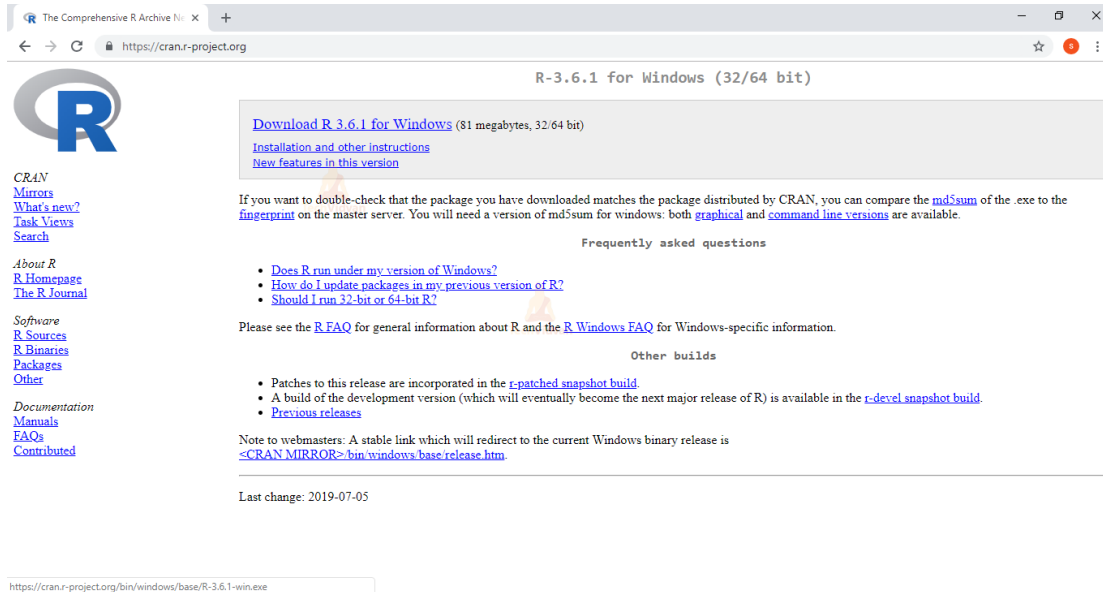 The Comprehensive R Archive Ne
https://cran.r-project.org
s
R
CRAN
Mirrors
What's new?
Task Views
Search
About R
R Homepage
The R Journal
Software
R Sources
R Binaries
Packages
Other
Documentation
Manuals
FAQs
Contributed
R-3.6.1 for Windows (32/64 bit)
Download R 3.6.1 for Windows (81 megabytes, 32/64 bit)
Installation and other instructions
New features in this version
If you want to double-check that the package you have downloaded matches the package distributed by CRAN, you can compare the md5sum of the .exe to the
fingerprint on the master server. You will need a version of md5sum for windows: both graphical and command line versions are available.
Frequently asked questions
• Does R run under my version of Windows?
• How do I update packages in my previous version of R?
• Should I run 32-bit or 64-bit R?
Please see the R FAQ for general information about R and the R Windows FAQ for Windows-specific information.
Other builds
• Patches to this release are incorporated in the r-patched snapshot build.
• A build of the development version (which will eventually become the next major release of R) is available in the r-devel snapshot build.
• Previous releases
Note to webmasters: A stable link which will redirect to the current Windows binary release is
<CRAN MIRROR>/bin/windows/base/release.htm.
Last change: 2019-07-05
https://cran.r-project.org/bin/windows/base/R-3.6.1-win.exe